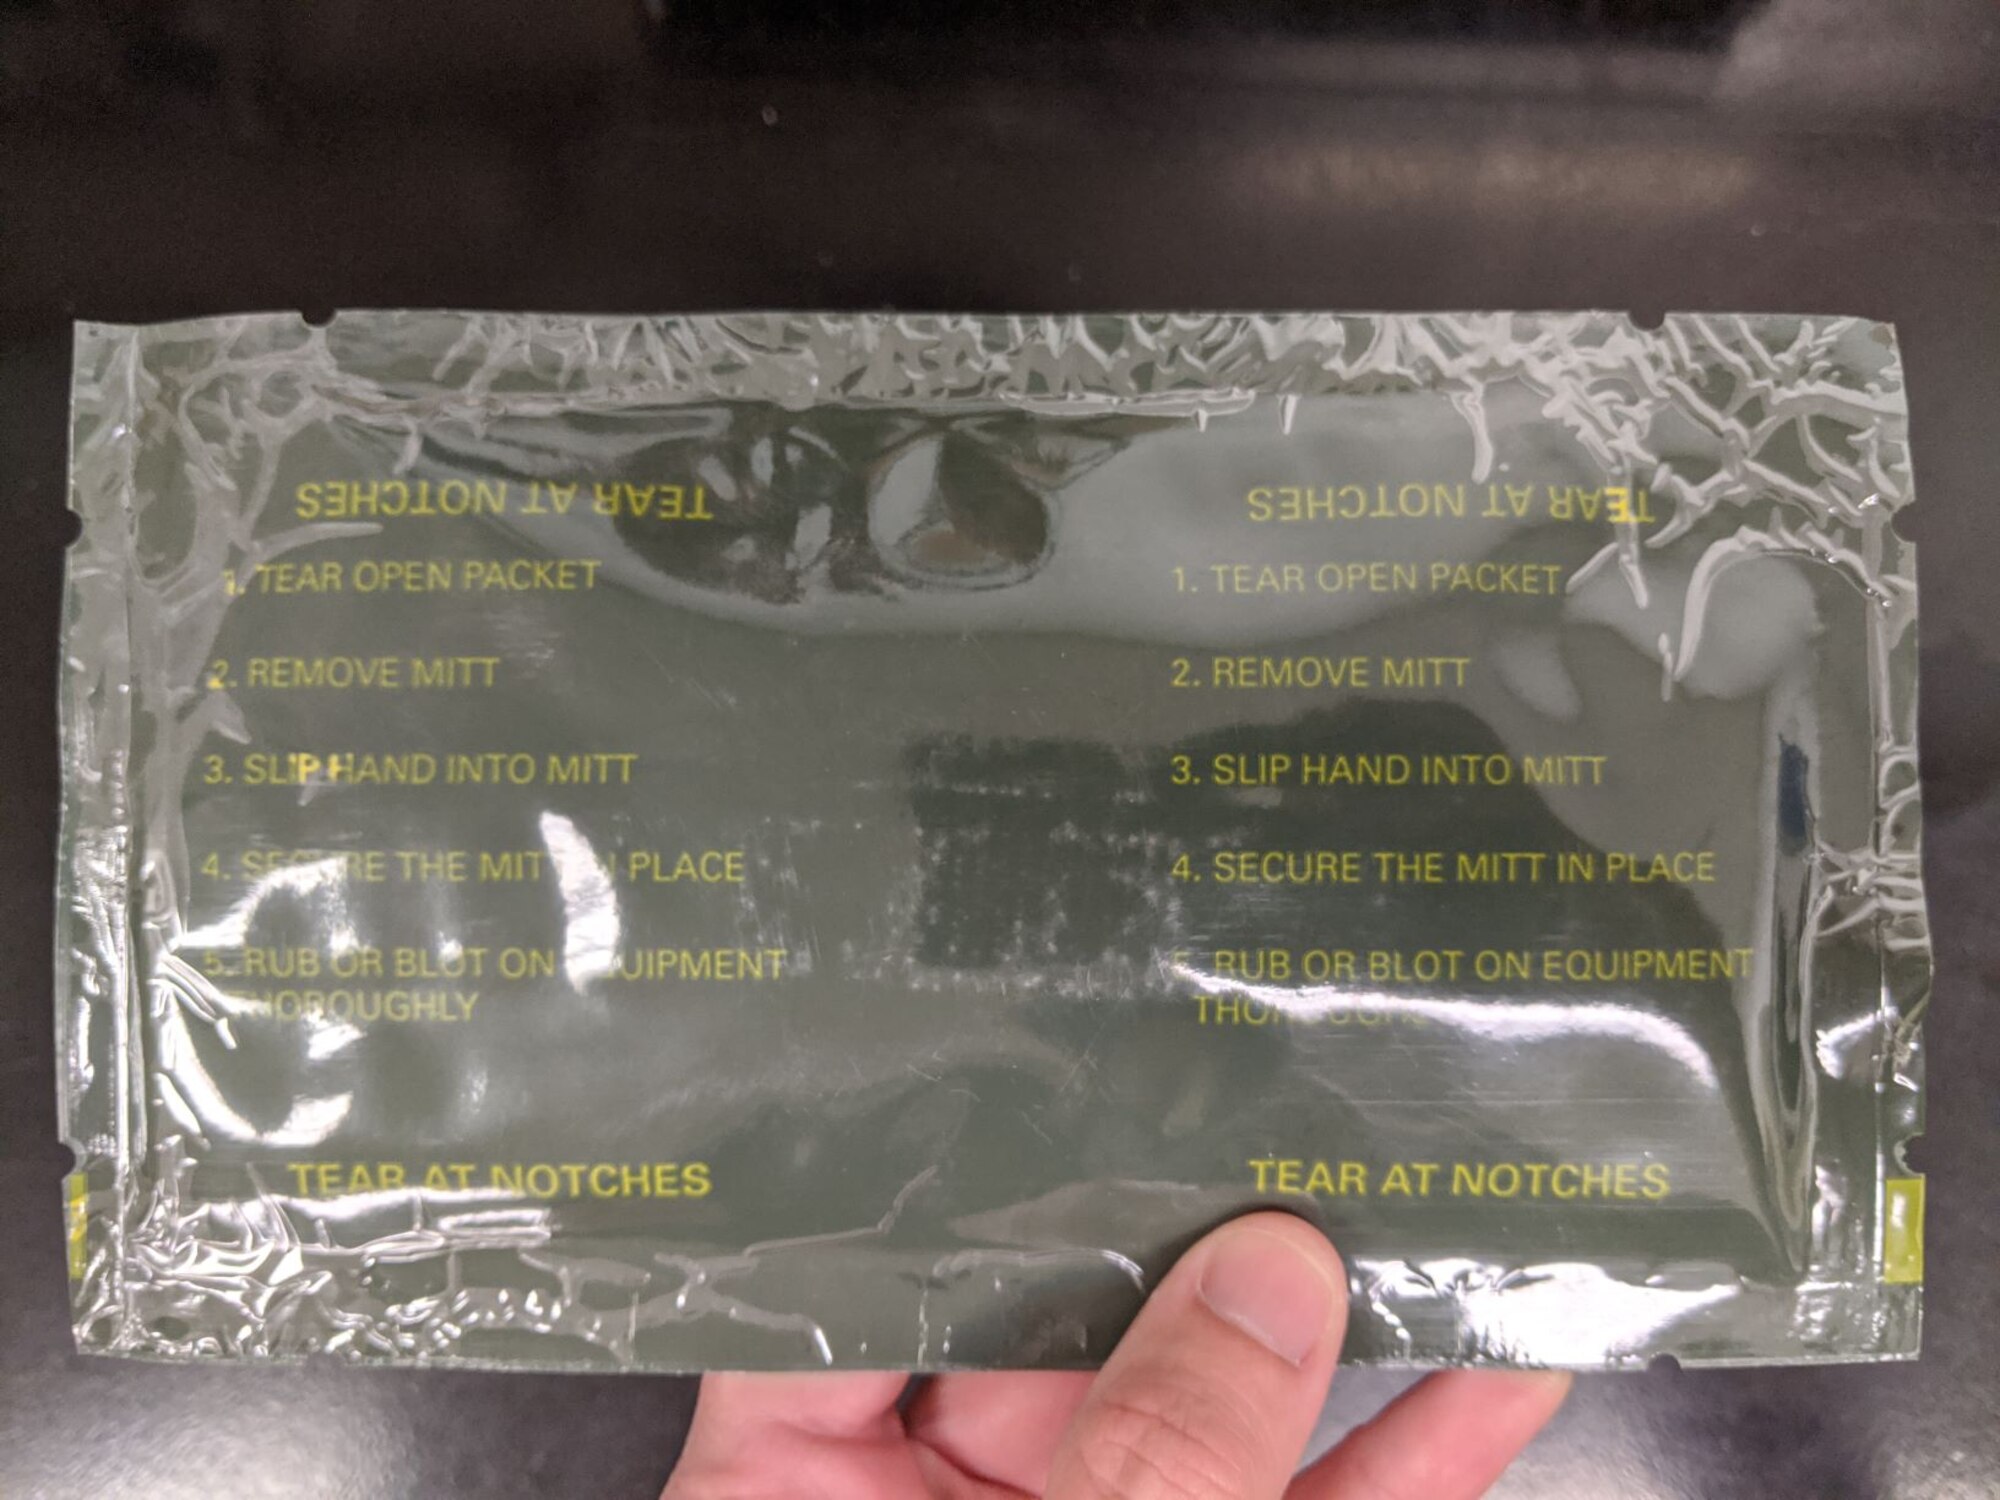 TEAR AT NOTCHES
1. TEAR OPEN PACKET
2. REMOVE MITT
3. SLIP HAND INTO MITT
4. SECURE THE MITT IN PLACE
5. RUB OR BLOT ON EQUIPMENT
THOROUGHLY
TEAR AT NOTCHES
TEAR AT NOTCHES
1. TEAR OPEN PACKET
2. REMOVE MITT
3. SLIP HAND INTO MITT
4. SECURE THE MITT IN PLACE
5. RUB OR BLOT ON EQUIPMENT
THOROUGHLY
TEAR AT NOTCHES